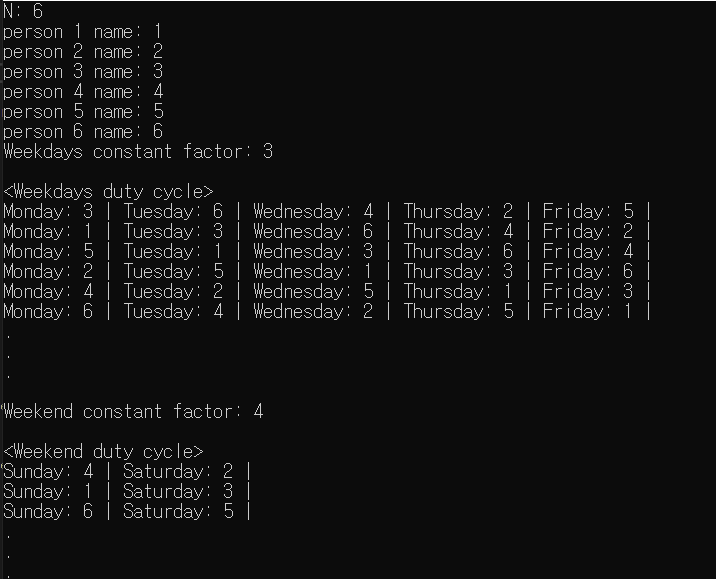 N: 6
person 1 name: 1
person 2 name: 2
person 3 name: 3
person 4 name: 4
person 5 name: 5
person 6 name: 6
Weekdays constant factor: 3
<Weekdays duty cycle>
Monday: 3 | Tuesday: 6 | Wednesday: 4 | Thursday: 2 | Friday: 5 |
Monday: 1 | Tuesday: 3 | Wednesday: 6 | Thursday: 4 | Friday: 2 |
Monday: 5 | Tuesday: 1 | Wednesday: 3 | Thursday: 6 | Friday: 4 |
Monday: 2 | Tuesday: 5 | Wednesday: 1 | Thursday: 3 | Friday: 6 |
Monday: 4 | Tuesday: 2 | Wednesday: 5 | Thursday: 1 | Friday: 3 |
Monday: 6 | Tuesday: 4 | Wednesday: 2 | Thursday: 5 | Friday: 1 |
.
.
.
Weekend constant factor: 4
<Weekend duty cycle>
Sunday: 4 | Saturday: 2 |
Sunday: 1 | Saturday: 3 |
Sunday: 6 | Saturday: 5 |
.
.
.